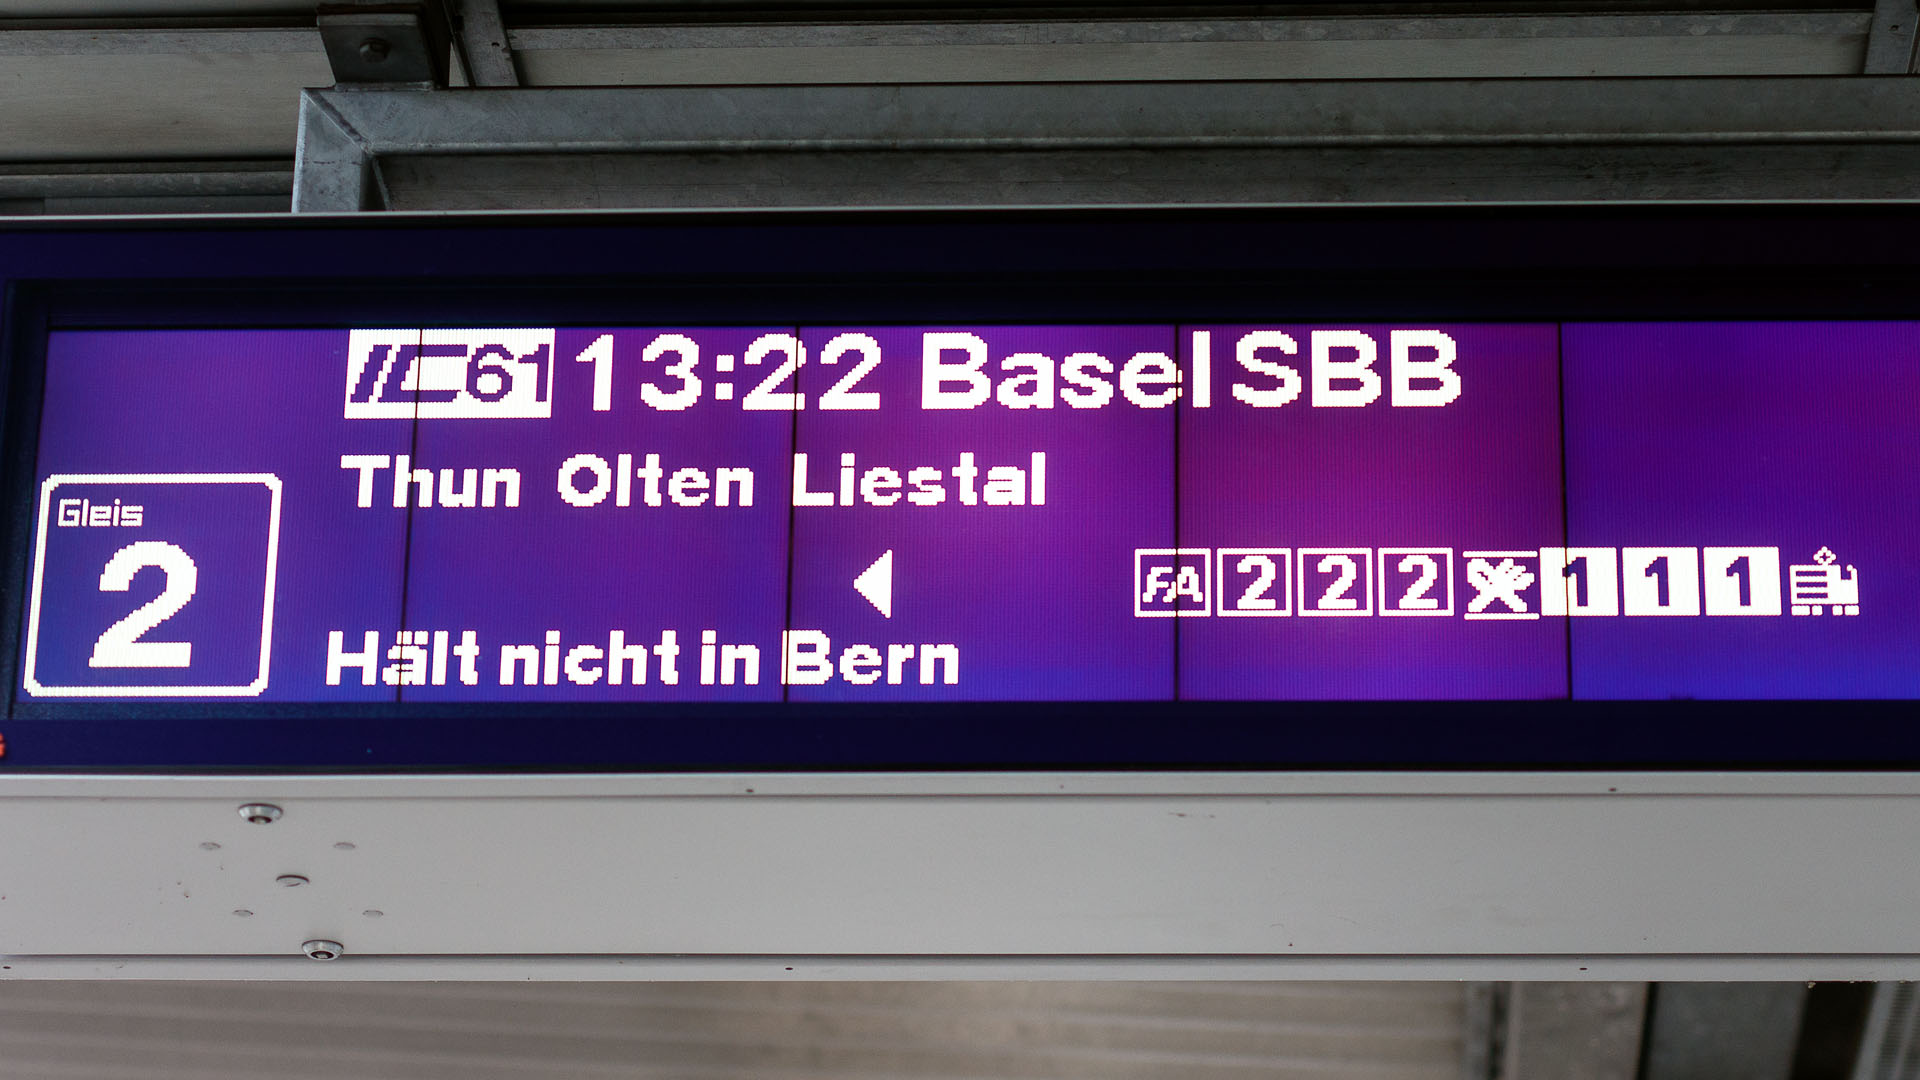 IC61 13:22 Basel SBB
Thun Olten Liestal
Gleis
2
FA 2 2 2 1 1 1
Hält nicht in Bern